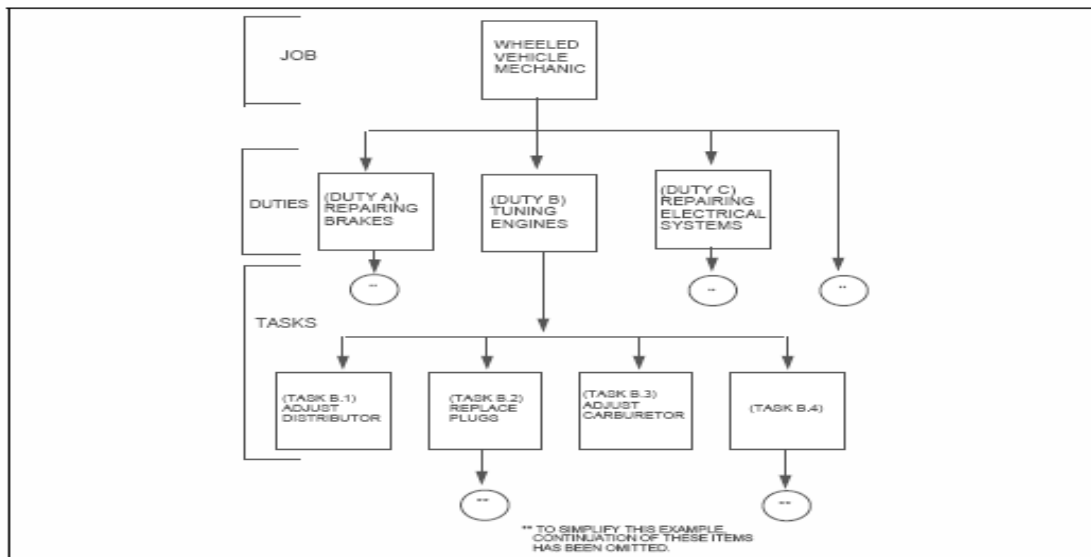 JOB
WHEELED
VEHICLE
MECHANIC
DUTIES
(DUTY A)
REPAIRING
BRAKES
(DUTY B)
TUNING
ENGINES
(DUTY C)
REPAIRING
ELECTRICAL
SYSTEMS
**
**
**
TASKS
(TASK B.1)
ADJUST
DISTRIBUTOR
(TASK B.2)
REPLACE
PLUGS
(TASK B.3)
ADJUST
CARBURETOR
(TASK B.4)
**
**
** TO SIMPLIFY THIS EXAMPLE,
CONTINUATION OF THESE ITEMS
HAS BEEN OMITTED.